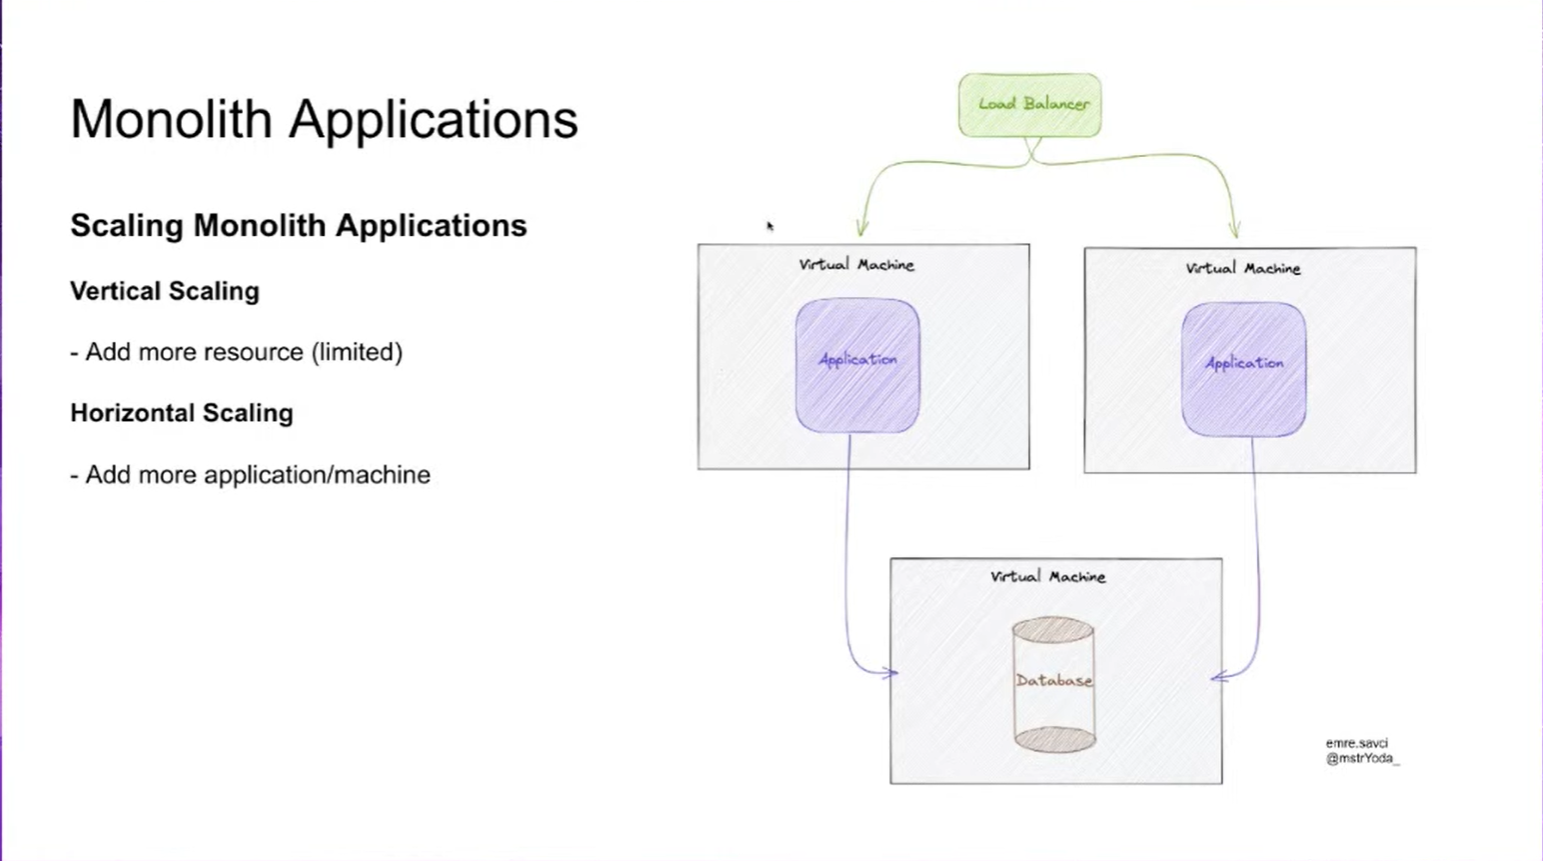 Monolith Applications
Scaling Monolith Applications
Vertical Scaling
- Add more resource (limited)
Horizontal Scaling
- Add more application/machine
Load Balancer
Virtual Machine
Application
Virtual Machine
Application
Virtual Machine
Database
emre.savci
@mstrYoda_